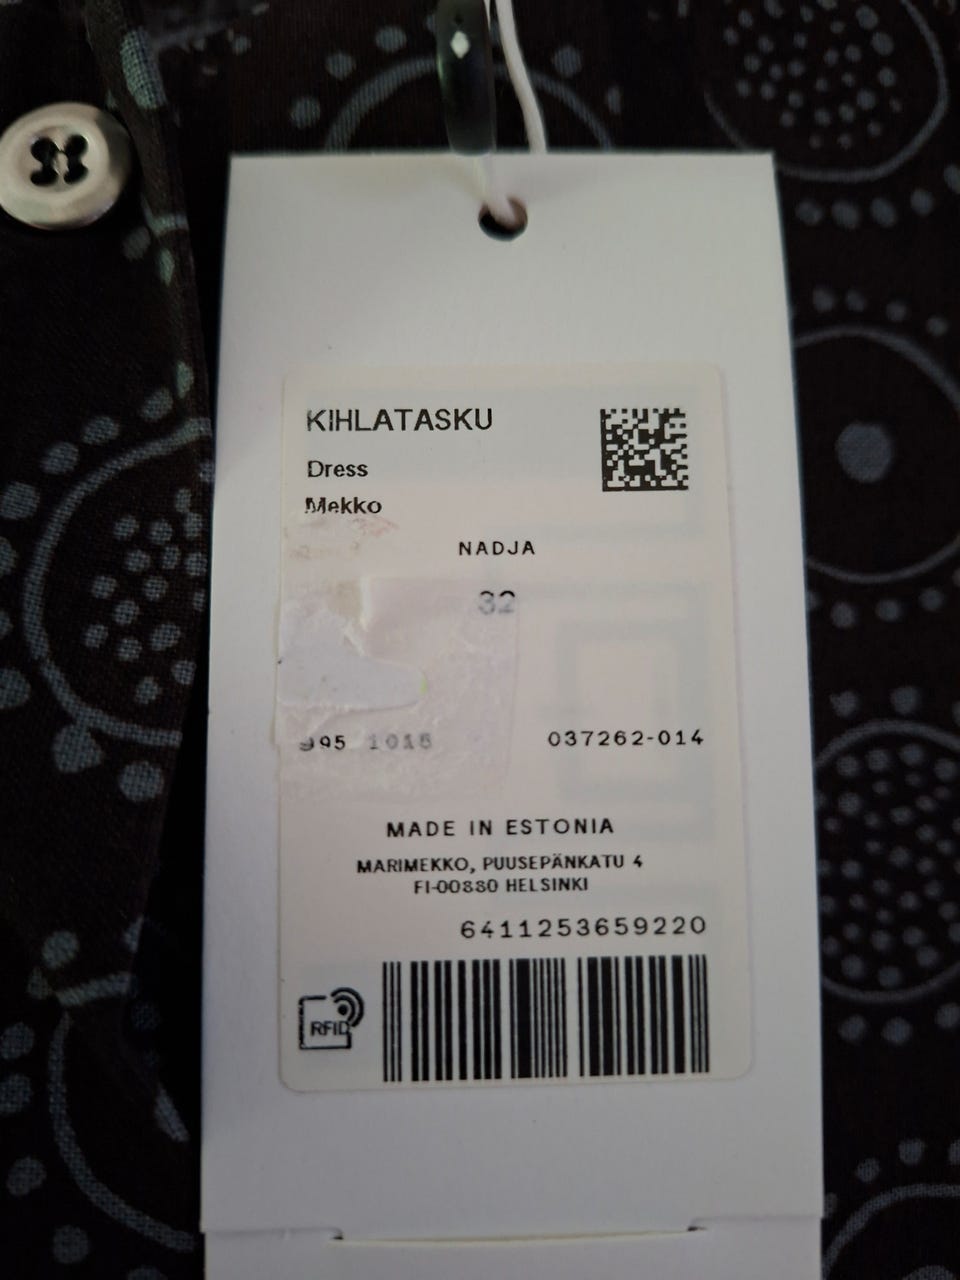 KIHLATASKU
Dress
Mekko
NADJA
32
995 1016 037262-014
MADE IN ESTONIA
MARIMEKKO, PUUSEPÄNKATU 4
FI-00880 HELSINKI
6411253659220
RFID